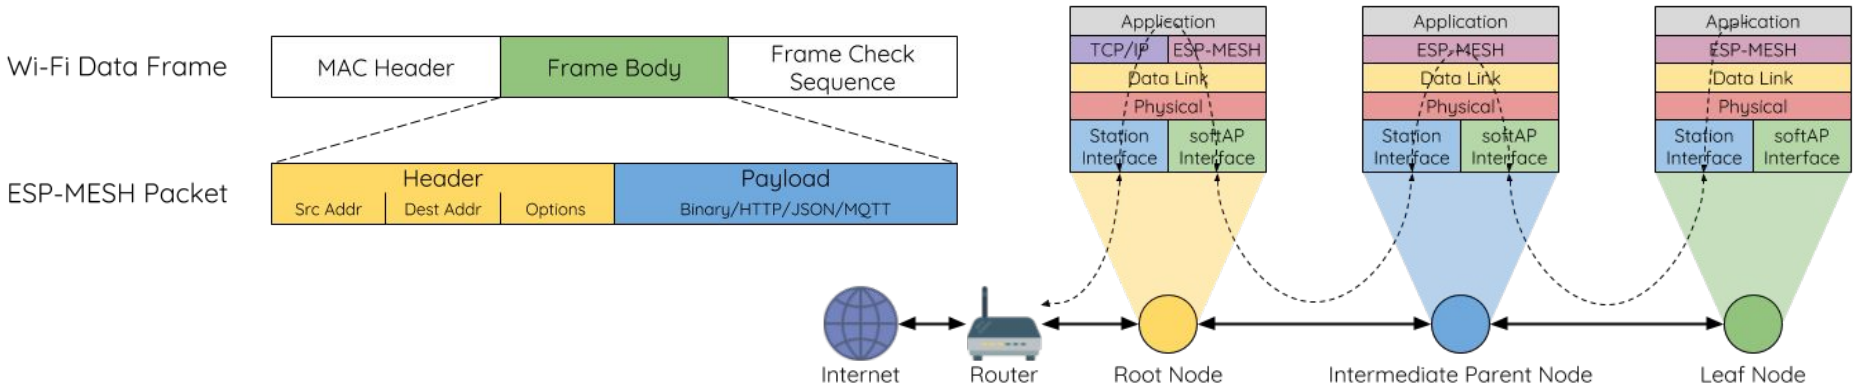 Wi-Fi Data Frame
MAC Header
Frame Body
Frame Check
Sequence
ESP-MESH Packet
Header
Src Addr
Dest Addr
Options
Payload
Binary/HTTP/JSON/MQTT
Application
TCP/IP
ESP-MESH
Data Link
Physical
Station
Interface
softAP
Interface
Application
ESP-MESH
Data Link
Physical
Station
Interface
softAP
Interface
Application
ESP-MESH
Data Link
Physical
Station
Interface
softAP
Interface
Internet
Router
Root Node
Intermediate Parent Node
Leaf Node